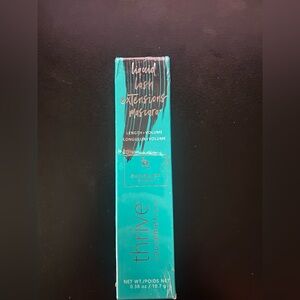 liquid
lash
extensions
mascara
LENGTH + VOLUME
LONGUEUR + VOLUME
thrive
NET WT./POIDS NET
0.38 oz / 10.7 g